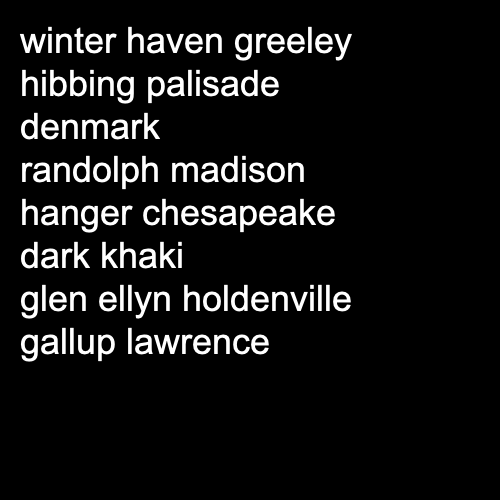 winter haven greeley
hibbing palisade
denmark
randolph madison
hanger chesapeake
dark khaki
glen ellyn holdenville
gallup lawrence